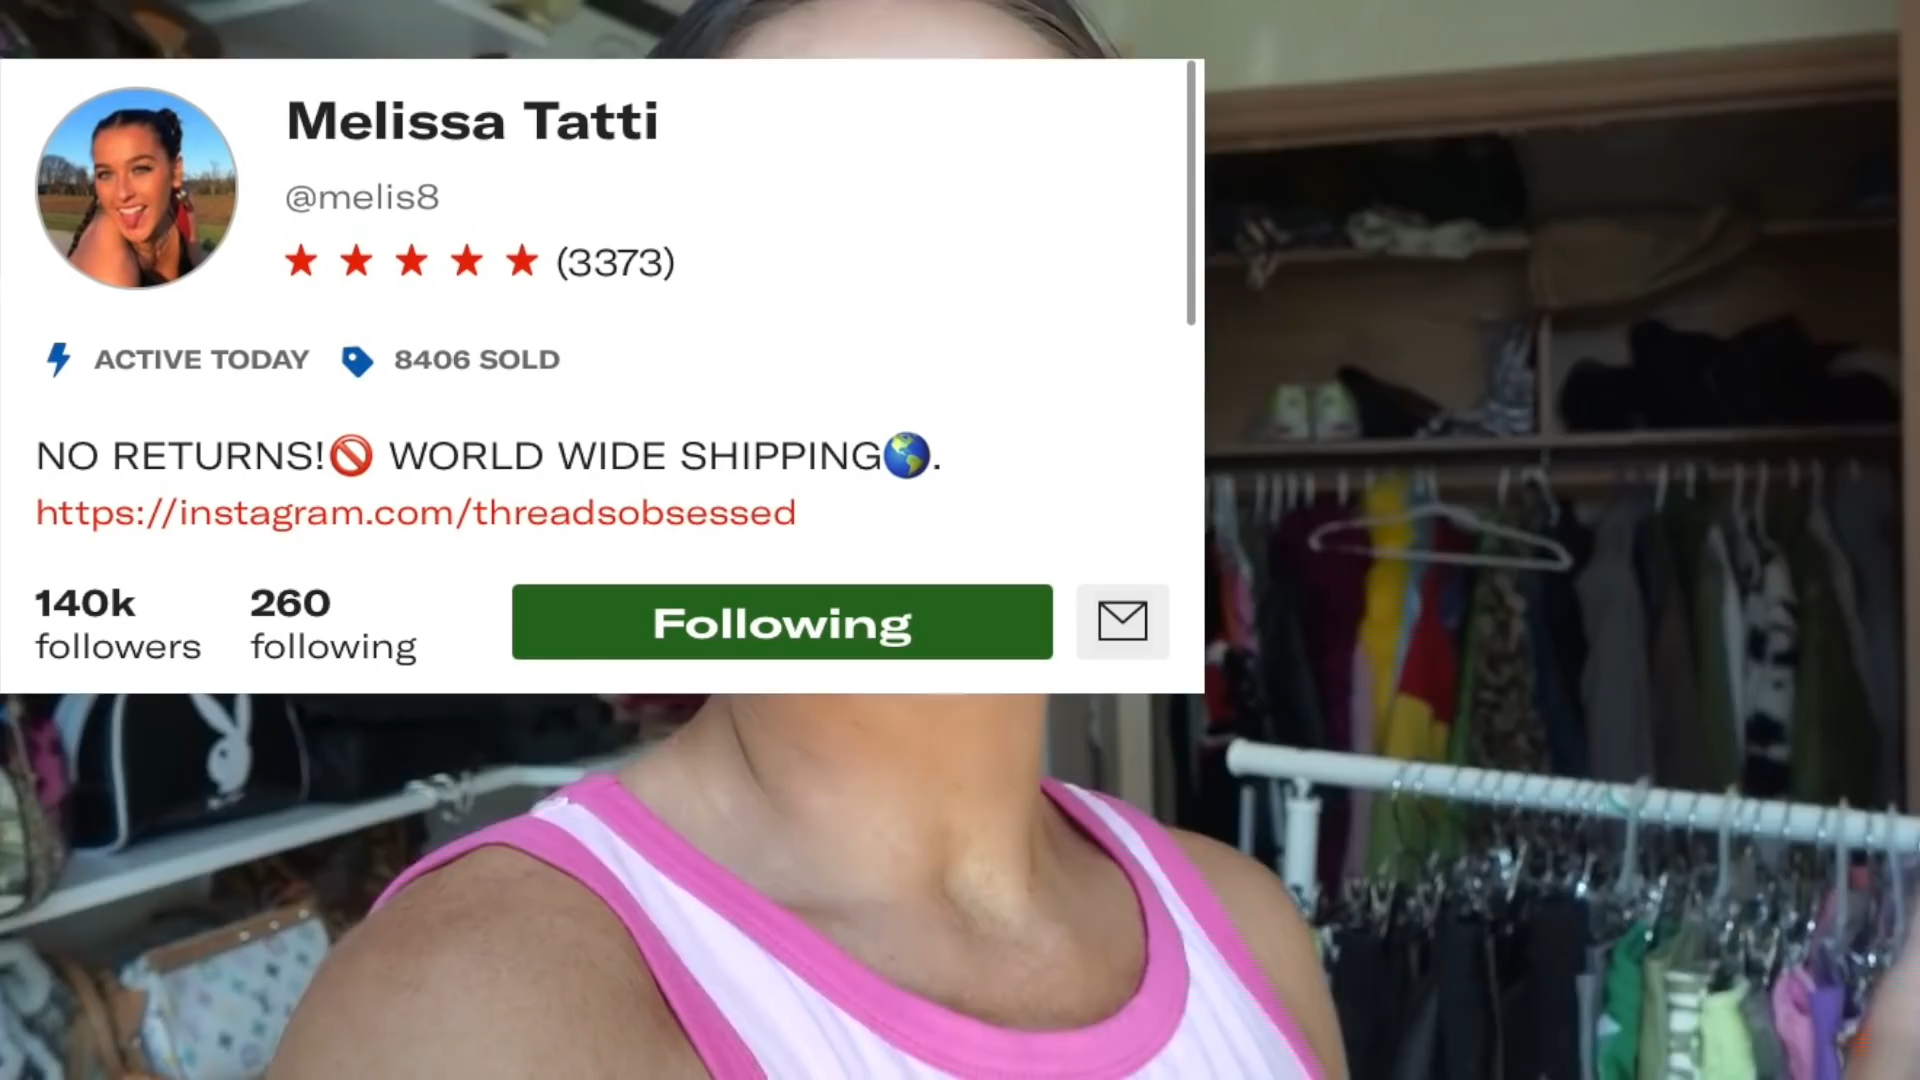 Melissa Tatti
@melis8
(3373)
ACTIVE TODAY 8406 SOLD
NO RETURNS!🚫 WORLD WIDE SHIPPING🌎.
https://instagram.com/threadsobsessed
140k 260
followers following
Following